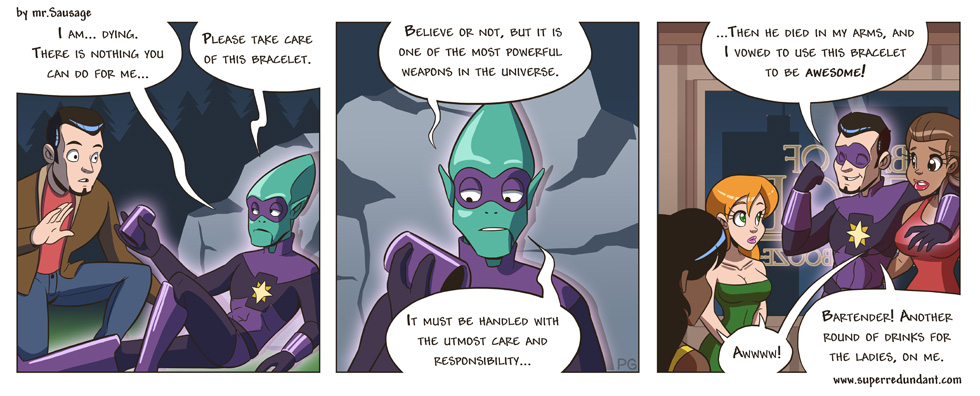 by mr.Sausage
I am... dying.
There is nothing you
can do for me...
Please take care
of this bracelet.
Believe or not, but it is
one of the most powerful
weapons in the universe.
It must be handled with
the utmost care and
responsibility...
PG
...Then he died in my arms, and
I vowed to use this bracelet
to be awesome!
OF
BOOZE
Awwww!
Bartender! Another
round of drinks for
the ladies, on me.
www.superredundant.com